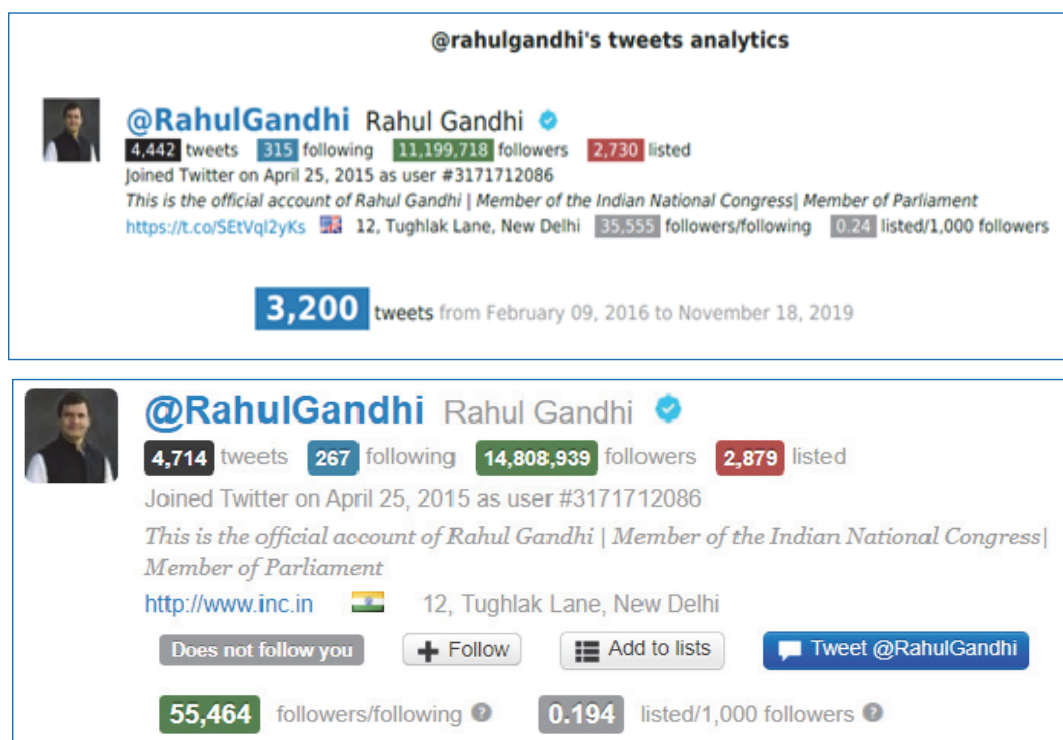 @rahulgandhi's tweets analytics
@RahulGandhi Rahul Gandhi
4,442 tweets 315 following 11,199,718 followers 2,730 listed
Joined Twitter on April 25, 2015 as user #3171712086
This is the official account of Rahul Gandhi | Member of the Indian National Congress| Member of Parliament
https://t.co/SEtVql2yKs 12, Tughlak Lane, New Delhi 35,555 followers/following 0.24 listed/1,000 followers
3,200 tweets from February 09, 2016 to November 18, 2019
@RahulGandhi Rahul Gandhi
4,714 tweets 267 following 14,808,939 followers 2,879 listed
Joined Twitter on April 25, 2015 as user #3171712086
This is the official account of Rahul Gandhi | Member of the Indian National Congress|
Member of Parliament
http://www.inc.in 12, Tughlak Lane, New Delhi
Does not follow you Follow Add to lists Tweet @RahulGandhi
55,464 followers/following ? 0.194 listed/1,000 followers ?